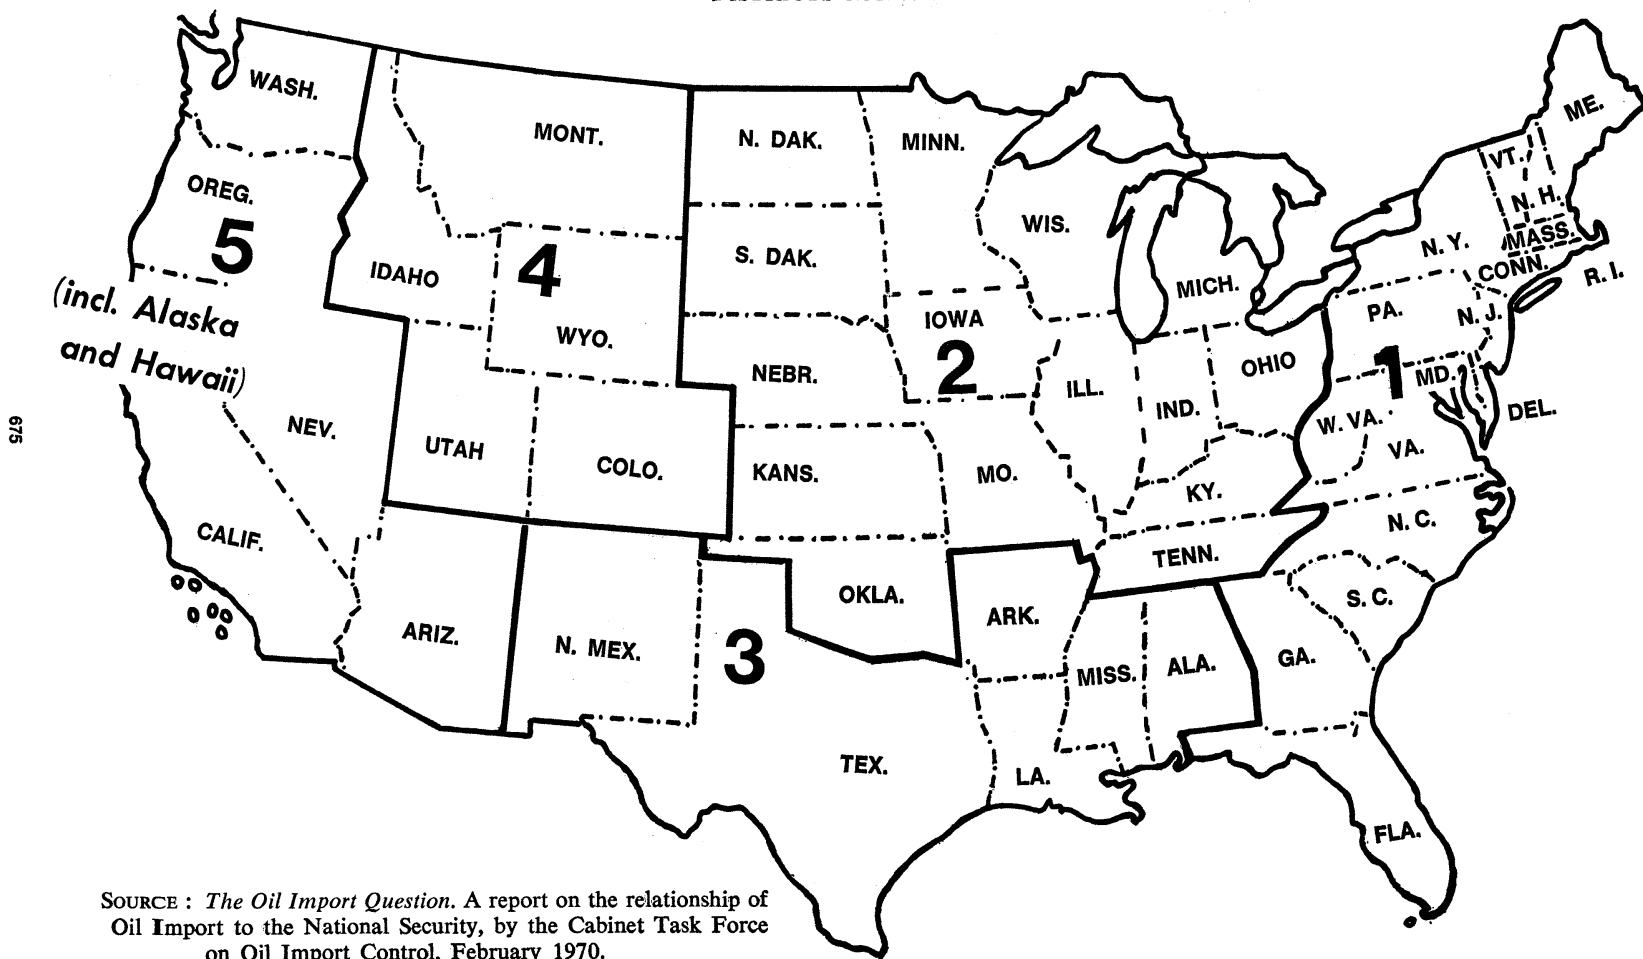 WASH.
MONT.
N. DAK.
MINN.
ME.
VT.
N. H.
OREG.
5
(incl. Alaska
and Hawaii)
IDAHO
4
WYO.
S. DAK.
WIS.
MICH.
N. Y.
MASS.
CONN.
R. I.
IOWA
2
NEBR.
ILL.
IND.
OHIO
PA.
N. J.
1
MD.
DEL.
W. VA.
VA.
NEV.
UTAH
COLO.
KANS.
MO.
KY.
N. C.
675
CALIF.
ARIZ.
N. MEX.
3
OKLA.
ARK.
TENN.
S. C.
MISS.
ALA.
GA.
TEX.
LA.
FLA.
SOURCE : The Oil Import Question. A report on the relationship of
Oil Import to the National Security, by the Cabinet Task Force
on Oil Import Control, February 1970.